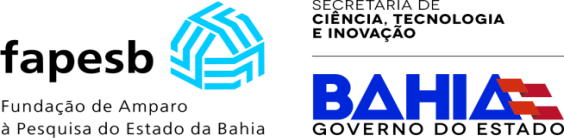 fapesb
Fundação de Amparo
à Pesquisa do Estado da Bahia
SECRETARIA DE
CIÊNCIA, TECNOLOGIA
E INOVAÇÃO
BAHIA
GOVERNO DO ESTADO